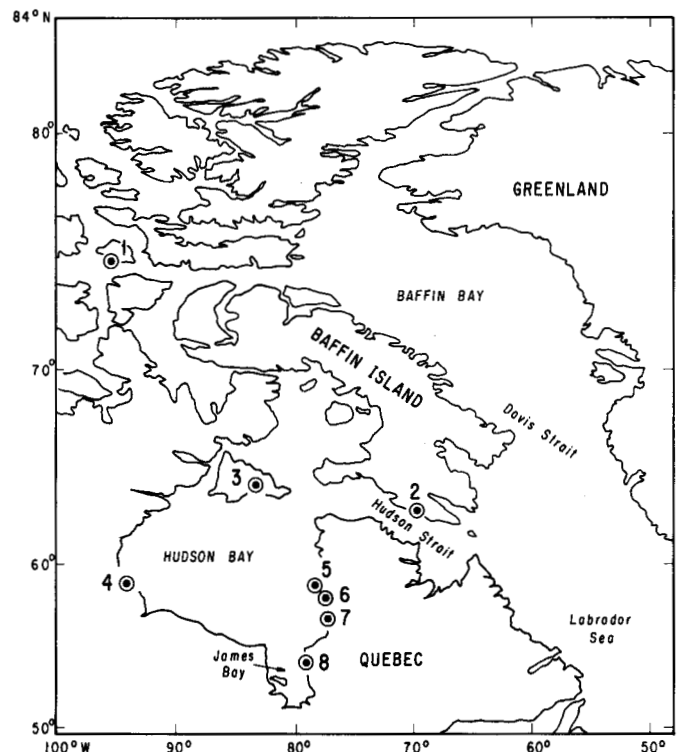 84° N
80°
GREENLAND
1
BAFFIN BAY
BAFFIN ISLAND
70°
Davis Strait
3
2
Hudson Strait
HUDSON BAY
60°
4
5
6
7
Labrador
Sea
James
Bay
8
QUEBEC
50°
100° W
90°
80°
70°
60°
50°